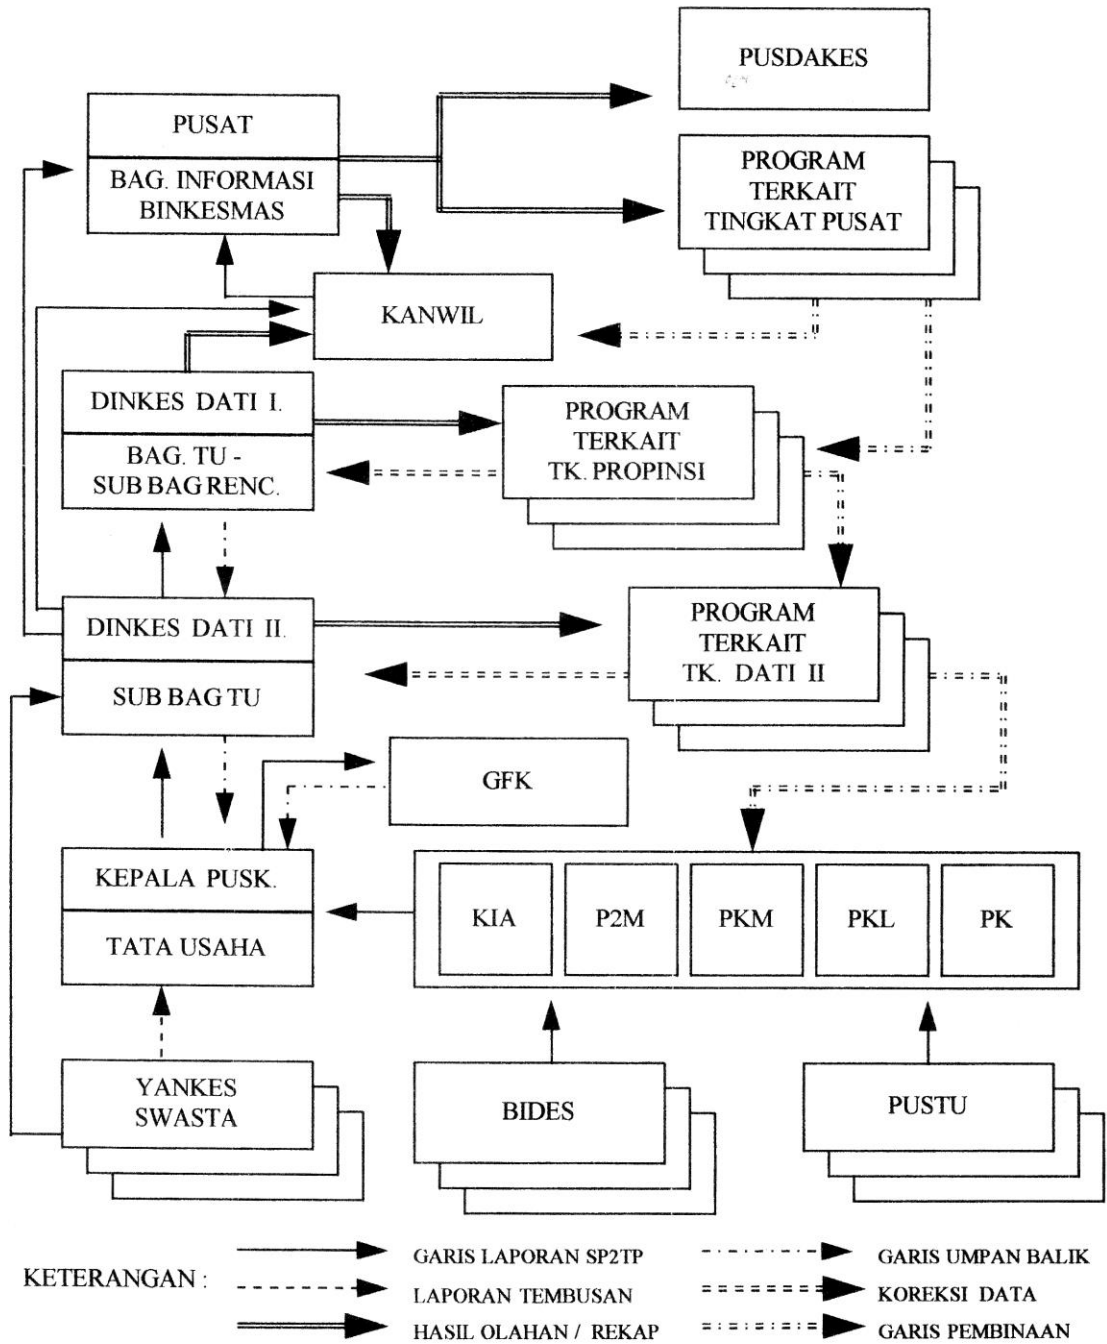 PUSDAKES
PUSAT
BAG. INFORMASI
BINKESMAS
PROGRAM
TERKAIT
TINGKAT PUSAT
KANWIL
DINKES DATI I.
BAG. TU -
SUB BAG RENC.
PROGRAM
TERKAIT
TK. PROPINSI
DINKES DATI II.
SUB BAG TU
PROGRAM
TERKAIT
TK. DATI II
GFK
KEPALA PUSK.
TATA USAHA
KIA
P2M
PKM
PKL
PK
YANKES
SWASTA
BIDES
PUSTU
KETERANGAN :
GARIS LAPORAN SP2TP
LAPORAN TEMBUSAN
HASIL OLAHAN / REKAP
GARIS UMPAN BALIK
KOREKSI DATA
GARIS PEMBINAAN